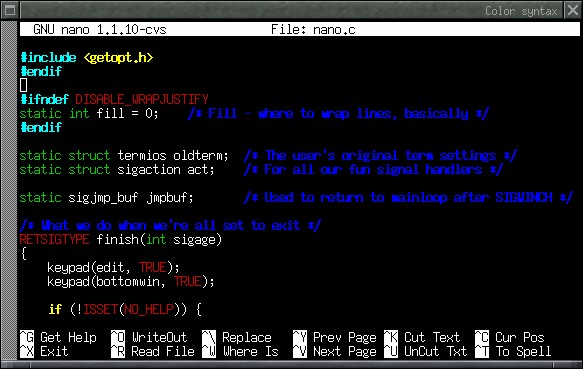 Color syntax
GNU nano 1.1.10-cvs File: nano.c
#include <getopt.h>
#endif
#ifndef DISABLE_WRAPJUSTIFY
static int fill = 0; /* Fill - where to wrap lines, basically */
#endif
static struct termios oldterm; /* The user's original term settings */
static struct sigaction act; /* For all our fun signal handlers */
static sigjmp_buf jmpbuf; /* Used to return to mainloop after SIGWINCH */
/* What we do when we're all set to exit */
RETSIGTYPE finish(int sigage)
{
keypad(edit, TRUE);
keypad(bottomwin, TRUE);
if (!ISSET(NO_HELP)) {
^G Get Help ^O WriteOut ^\ Replace ^Y Prev Page ^K Cut Text ^C Cur Pos
^X Exit ^R Read File ^W Where Is ^V Next Page ^U UnCut Txt ^T To Spell